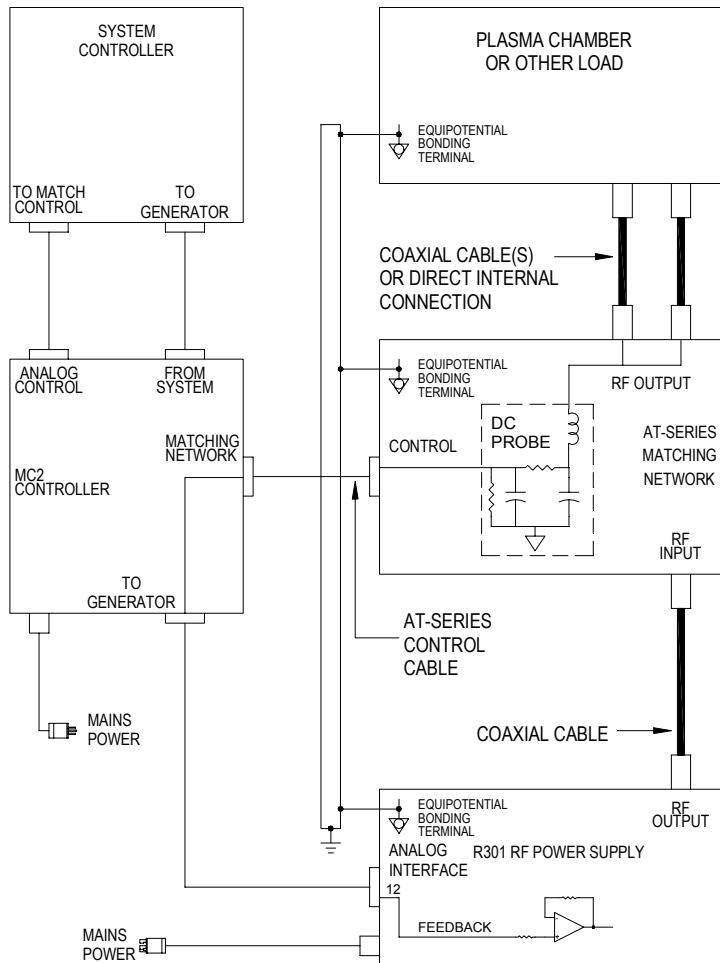 SYSTEM
CONTROLLER
TO MATCH
CONTROL
TO
GENERATOR
PLASMA CHAMBER
OR OTHER LOAD
EQUIPOTENTIAL
BONDING
TERMINAL
COAXIAL CABLE(S)
OR DIRECT INTERNAL
CONNECTION
ANALOG
CONTROL
FROM
SYSTEM
MATCHING
NETWORK
MC2
CONTROLLER
TO
GENERATOR
EQUIPOTENTIAL
BONDING
TERMINAL
RF OUTPUT
DC
PROBE
CONTROL
AT-SERIES
MATCHING
NETWORK
RF
INPUT
AT-SERIES
CONTROL
CABLE
MAINS
POWER
COAXIAL CABLE
EQUIPOTENTIAL
BONDING
TERMINAL
RF
OUTPUT
ANALOG
INTERFACE
R301 RF POWER SUPPLY
12
FEEDBACK
-
+
MAINS
POWER